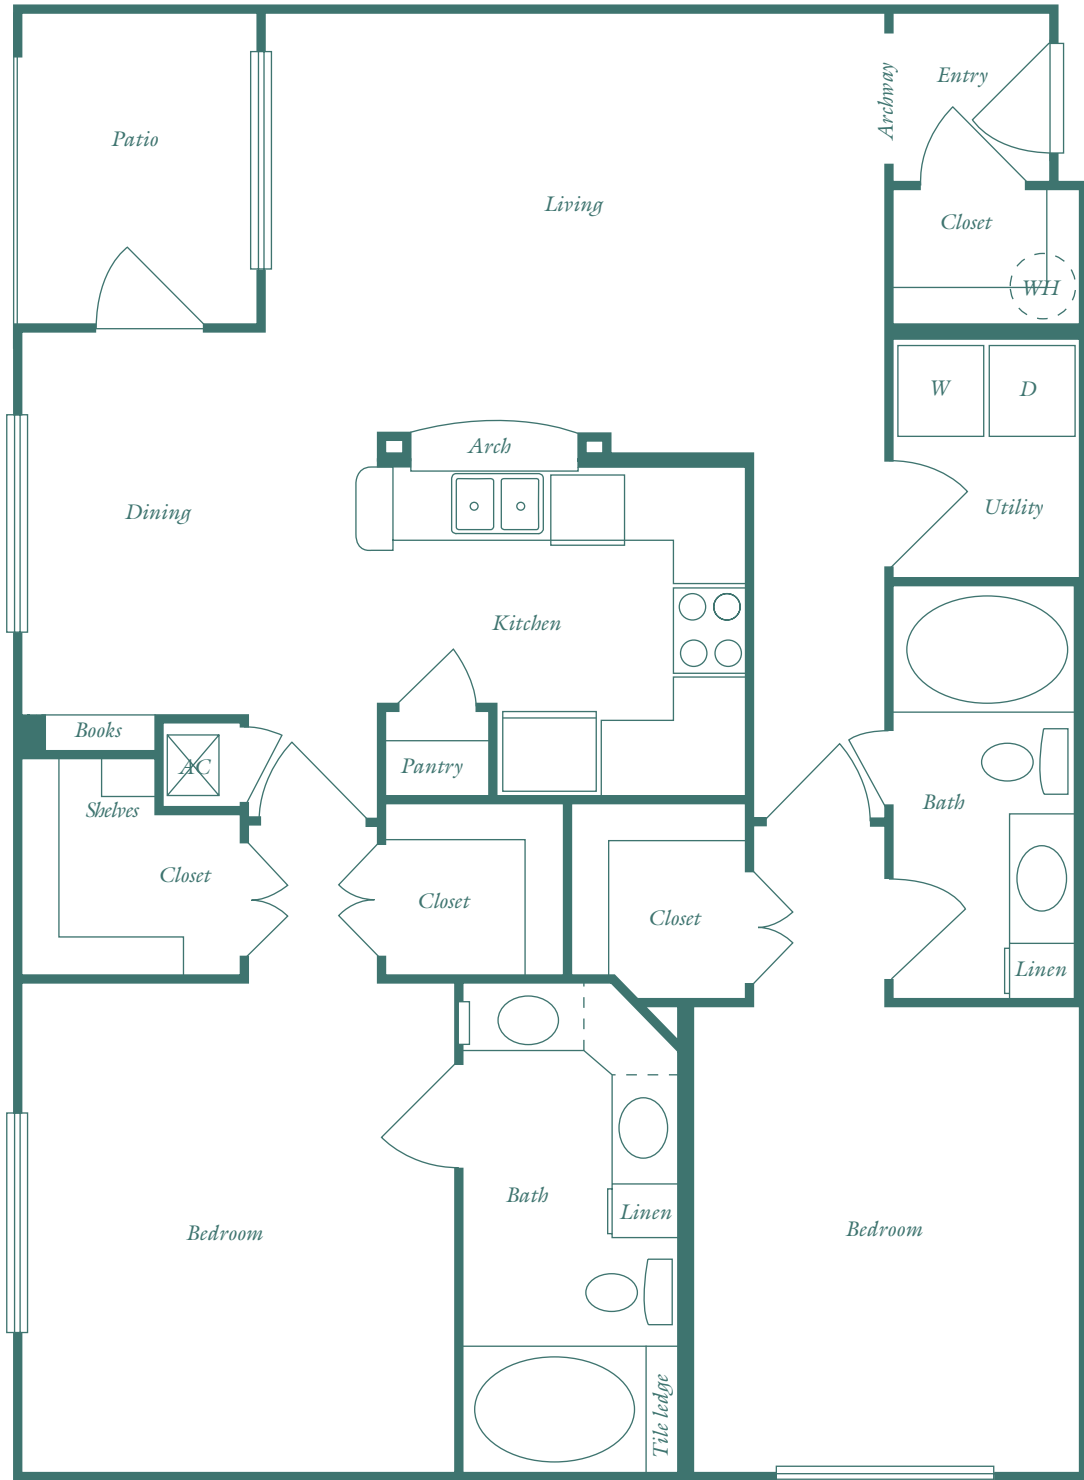 Entry
Archway
Patio
Living
Closet
WH
W
D
Arch
Dining
Utility
Kitchen
Books
AC
Pantry
Shelves
Bath
Closet
Closet
Closet
Linen
Bath
Linen
Bedroom
Bedroom
Tile ledge